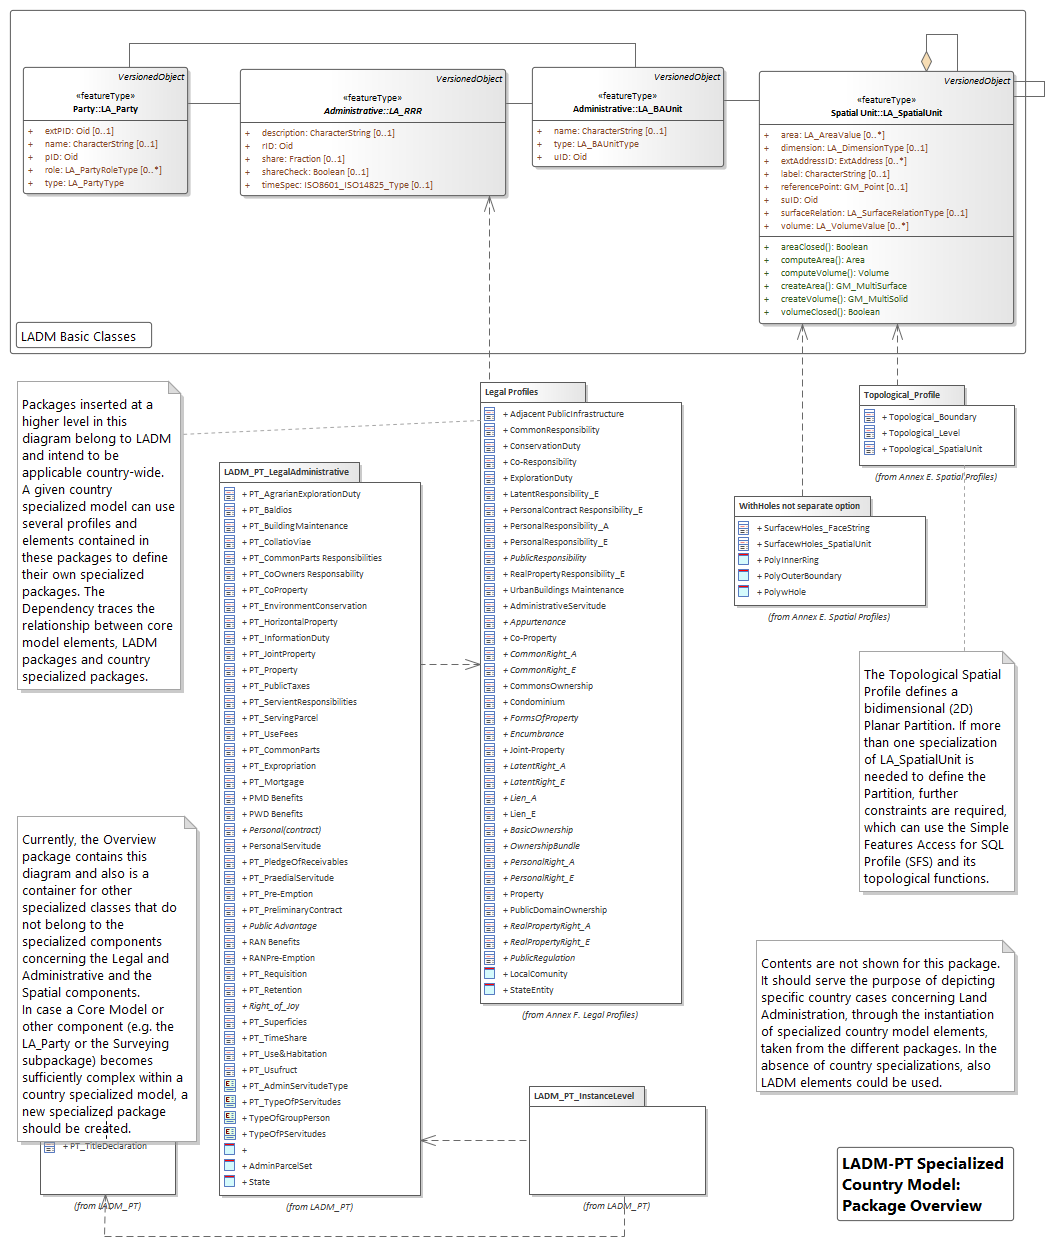 VersionedObject
«featureType»
Party::LA_Party
+ extPID: Oid [0..1]
+ name: CharacterString [0..1]
+ pID: Oid
+ role: LA_PartyRoleType [0..*]
+ type: LA_PartyType
VersionedObject
«featureType»
Administrative::LA_RRR
+ description: CharacterString [0..1]
+ rID: Oid
+ share: Fraction [0..1]
+ shareCheck: Boolean [0..1]
+ timeSpec: ISO8601_ISO14825_Type [0..1]
VersionedObject
«featureType»
Administrative::LA_BAUnit
+ name: CharacterString [0..1]
+ type: LA_BAUnitType
+ uID: Oid
VersionedObject
«featureType»
Spatial Unit::LA_SpatialUnit
+ area: LA_AreaValue [0..*]
+ dimension: LA_DimensionType [0..1]
+ extAddressID: ExtAddress [0..*]
+ label: CharacterString [0..1]
+ referencePoint: GM_Point [0..1]
+ suID: Oid
+ surfaceRelation: LA_SurfaceRelationType [0..1]
+ volume: LA_VolumeValue [0..*]
+ areaClosed(): Boolean
+ computeArea(): Area
+ computeVolume(): Volume
+ createArea(): GM_MultiSurface
+ createVolume(): GM_MultiSolid
+ volumeClosed(): Boolean
LADM Basic Classes
Packages inserted at a
higher level in this
diagram belong to LADM
and intend to be
applicable country-wide.
A given country
specialized model can use
several profiles and
elements contained in
these packages to define
their own specialized
packages. The
Dependency traces the
relationship between core
model elements, LADM
packages and country
specialized packages.
Currently, the Overview
package contains this
diagram and also is a
container for other
specialized classes that do
not belong to the
specialized components
concerning the Legal and
Administrative and the
Spatial components.
In case a Core Model or
other component (e.g. the
LA_Party or the Surveying
subpackage) becomes
sufficiently complex within a
country specialized model, a
new specialized package
should be created.
+ PT_TitleDeclaration
(from LADM_PT)
LADM_PT_LegalAdministrative
+ PT_AgrarianExplorationDuty
+ PT_Baldios
+ PT_BuildingMaintenance
+ PT_CollatioViae
+ PT_CommonParts Responsibilities
+ PT_CoOwners Responsability
+ PT_CoProperty
+ PT_EnvironmentConservation
+ PT_HorizontalProperty
+ PT_InformationDuty
+ PT_JointProperty
+ PT_Property
+ PT_PublicTaxes
+ PT_ServientResponsibilities
+ PT_ServingParcel
+ PT_UseFees
+ PT_CommonParts
+ PT_Expropriation
+ PT_Mortgage
+ PMD Benefits
+ PWD Benefits
+ Personal(contract)
+ PersonalServitude
+ PT_PledgeOfReceivables
+ PT_PraedialServitude
+ PT_Pre-Emption
+ PT_PreliminaryContract
+ Public Advantage
+ RAN Benefits
+ RANPre-Emption
+ PT_Requisition
+ PT_Retention
+ Right_of_Joy
+ PT_Superficies
+ PT_TimeShare
+ PT_Use&Habitation
+ PT_Usufruct
+ PT_AdminServitudeType
+ PT_TypeOfPServitudes
+ TypeOfGroupPerson
+ TypeOfPServitudes
+
+ AdminParcelSet
+ State
(from LADM_PT)
Legal Profiles
+ Adjacent PublicInfrastructure
+ CommonResponsibility
+ ConservationDuty
+ Co-Responsibility
+ ExplorationDuty
+ LatentResponsibility_E
+ PersonalContract Responsibility_E
+ PersonalResponsibility_A
+ PersonalResponsibility_E
+ PublicResponsibility
+ RealPropertyResponsibility_E
+ UrbanBuildings Maintenance
+ AdministrativeServitude
+ Appurtenance
+ Co-Property
+ CommonRight_A
+ CommonRight_E
+ CommonsOwnership
+ Condominium
+ FormsOfProperty
+ Encumbrance
+ Joint-Property
+ LatentRight_A
+ LatentRight_E
+ Lien_A
+ Lien_E
+ BasicOwnership
+ OwnershipBundle
+ PersonalRight_A
+ PersonalRight_E
+ Property
+ PublicDomainOwnership
+ RealPropertyRight_A
+ RealPropertyRight_E
+ PublicRegulation
+ LocalComunity
+ StateEntity
(from Annex F. Legal Profiles)
LADM_PT_InstanceLevel
(from LADM_PT)
Topological_Profile
+ Topological_Boundary
+ Topological_Level
+ Topological_SpatialUnit
(from Annex E. Spatial Profiles)
WithHoles not separate option
+ SurfacewHoles_FaceString
+ SurfacewHoles_SpatialUnit
+ PolyInnerRing
+ PolyOuterBoundary
+ PolywHole
(from Annex E. Spatial Profiles)
The Topological Spatial
Profile defines a
bidimensional (2D)
Planar Partition. If more
than one specialization
of LA_SpatialUnit is
needed to define the
Partition, further
constraints are required,
which can use the Simple
Features Access for SQL
Profile (SFS) and its
topological functions.
Contents are not shown for this package.
It should serve the purpose of depicting
specific country cases concerning Land
Administration, through the instantiation
of specialized country model elements,
taken from the different packages. In the
absence of country specializations, also
LADM elements could be used.
LADM-PT Specialized
Country Model:
Package Overview